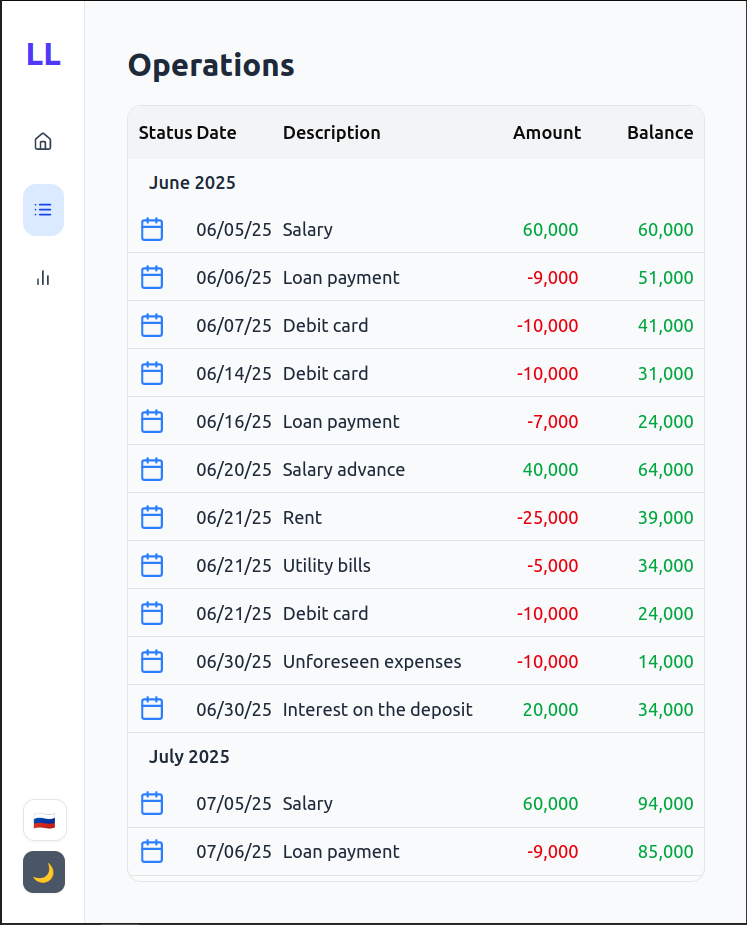 LL
Operations
Status Date Description Amount Balance
June 2025
06/05/25 Salary 60,000 60,000
06/06/25 Loan payment -9,000 51,000
06/07/25 Debit card -10,000 41,000
06/14/25 Debit card -10,000 31,000
06/16/25 Loan payment -7,000 24,000
06/20/25 Salary advance 40,000 64,000
06/21/25 Rent -25,000 39,000
06/21/25 Utility bills -5,000 34,000
06/21/25 Debit card -10,000 24,000
06/30/25 Unforeseen expenses -10,000 14,000
06/30/25 Interest on the deposit 20,000 34,000
July 2025
07/05/25 Salary 60,000 94,000
07/06/25 Loan payment -9,000 85,000